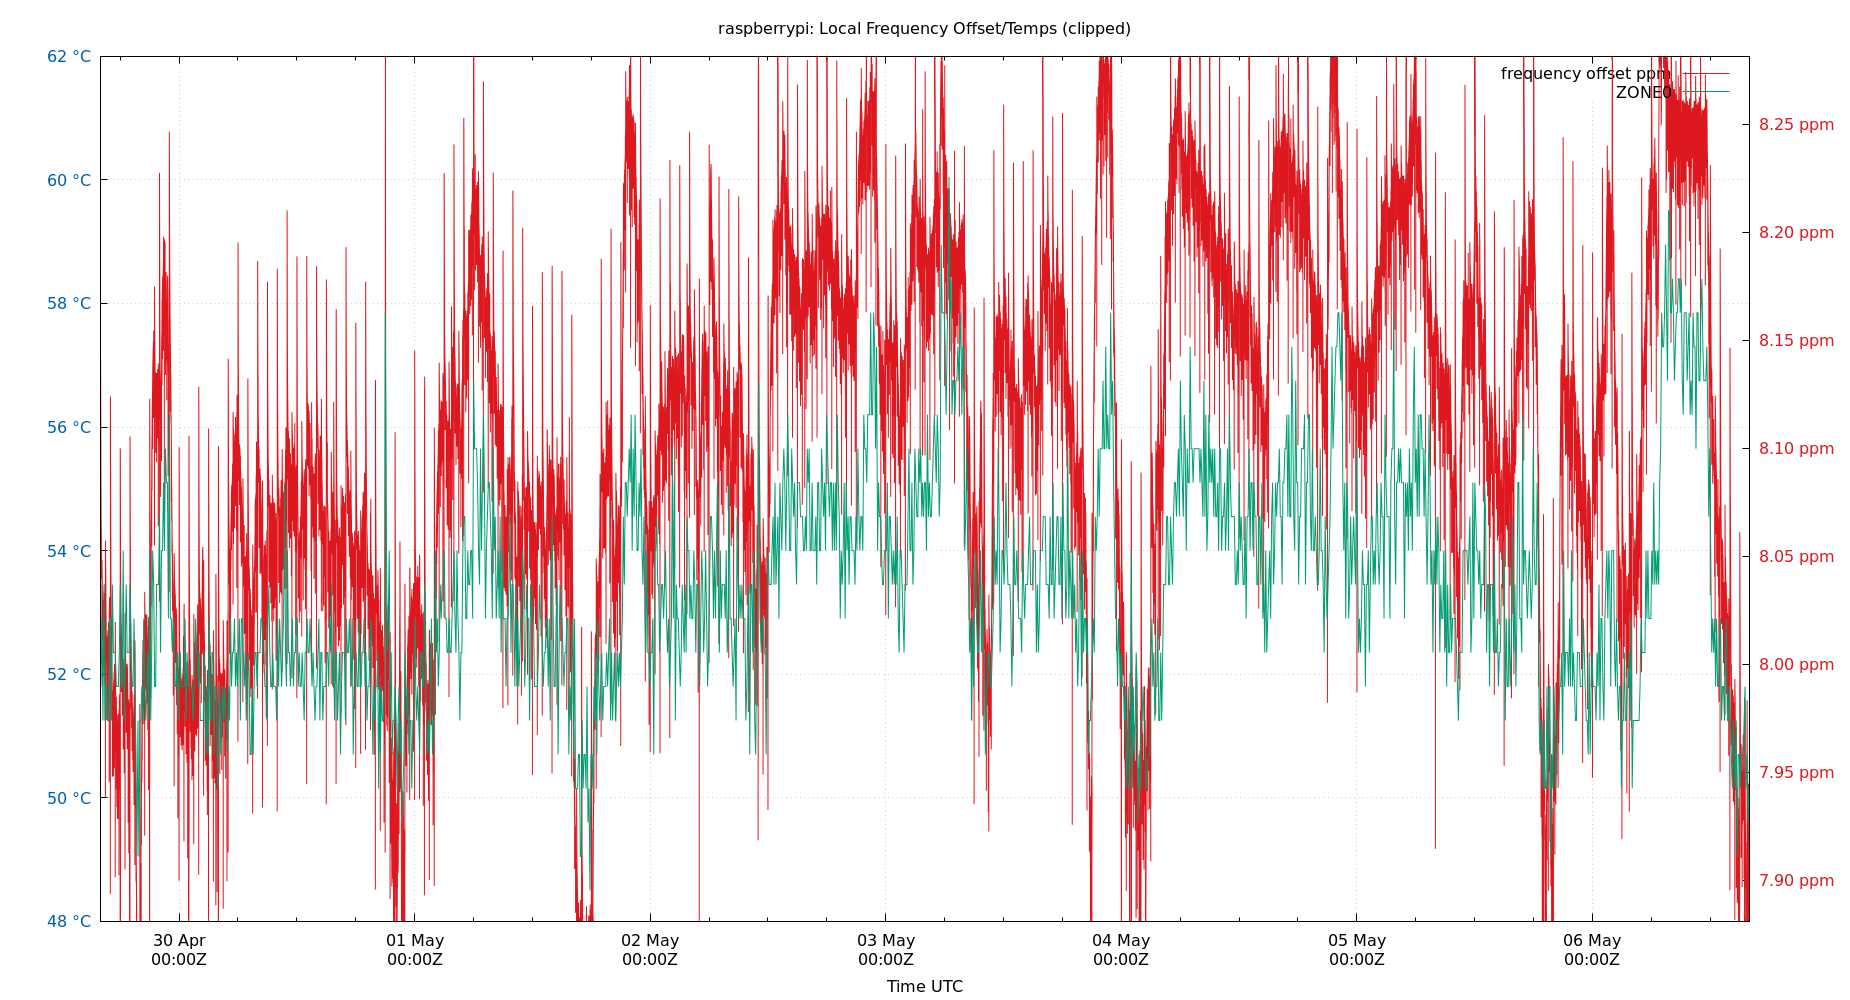 raspberrypi: Local Frequency Offset/Temps (clipped)
62 °C
60 °C
58 °C
56 °C
54 °C
52 °C
50 °C
48 °C
frequency offset ppm
ZONE0
8.25 ppm
8.20 ppm
8.15 ppm
8.10 ppm
8.05 ppm
8.00 ppm
7.95 ppm
7.90 ppm
30 Apr
00:00Z
01 May
00:00Z
02 May
00:00Z
03 May
00:00Z
04 May
00:00Z
05 May
00:00Z
06 May
00:00Z
Time UTC